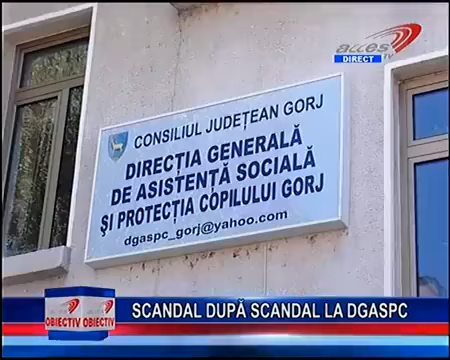 acces
TV
DIRECT
CONSILIUL JUDEȚEAN GORJ
DIRECȚIA GENERALĂ
DE ASISTENȚĂ SOCIALĂ
ȘI PROTECȚIA COPILULUI GORJ
dgaspc_gorj@yahoo.com
OBIECTIV OBIECTIV
SCANDAL DUPĂ SCANDAL LA DGASPC